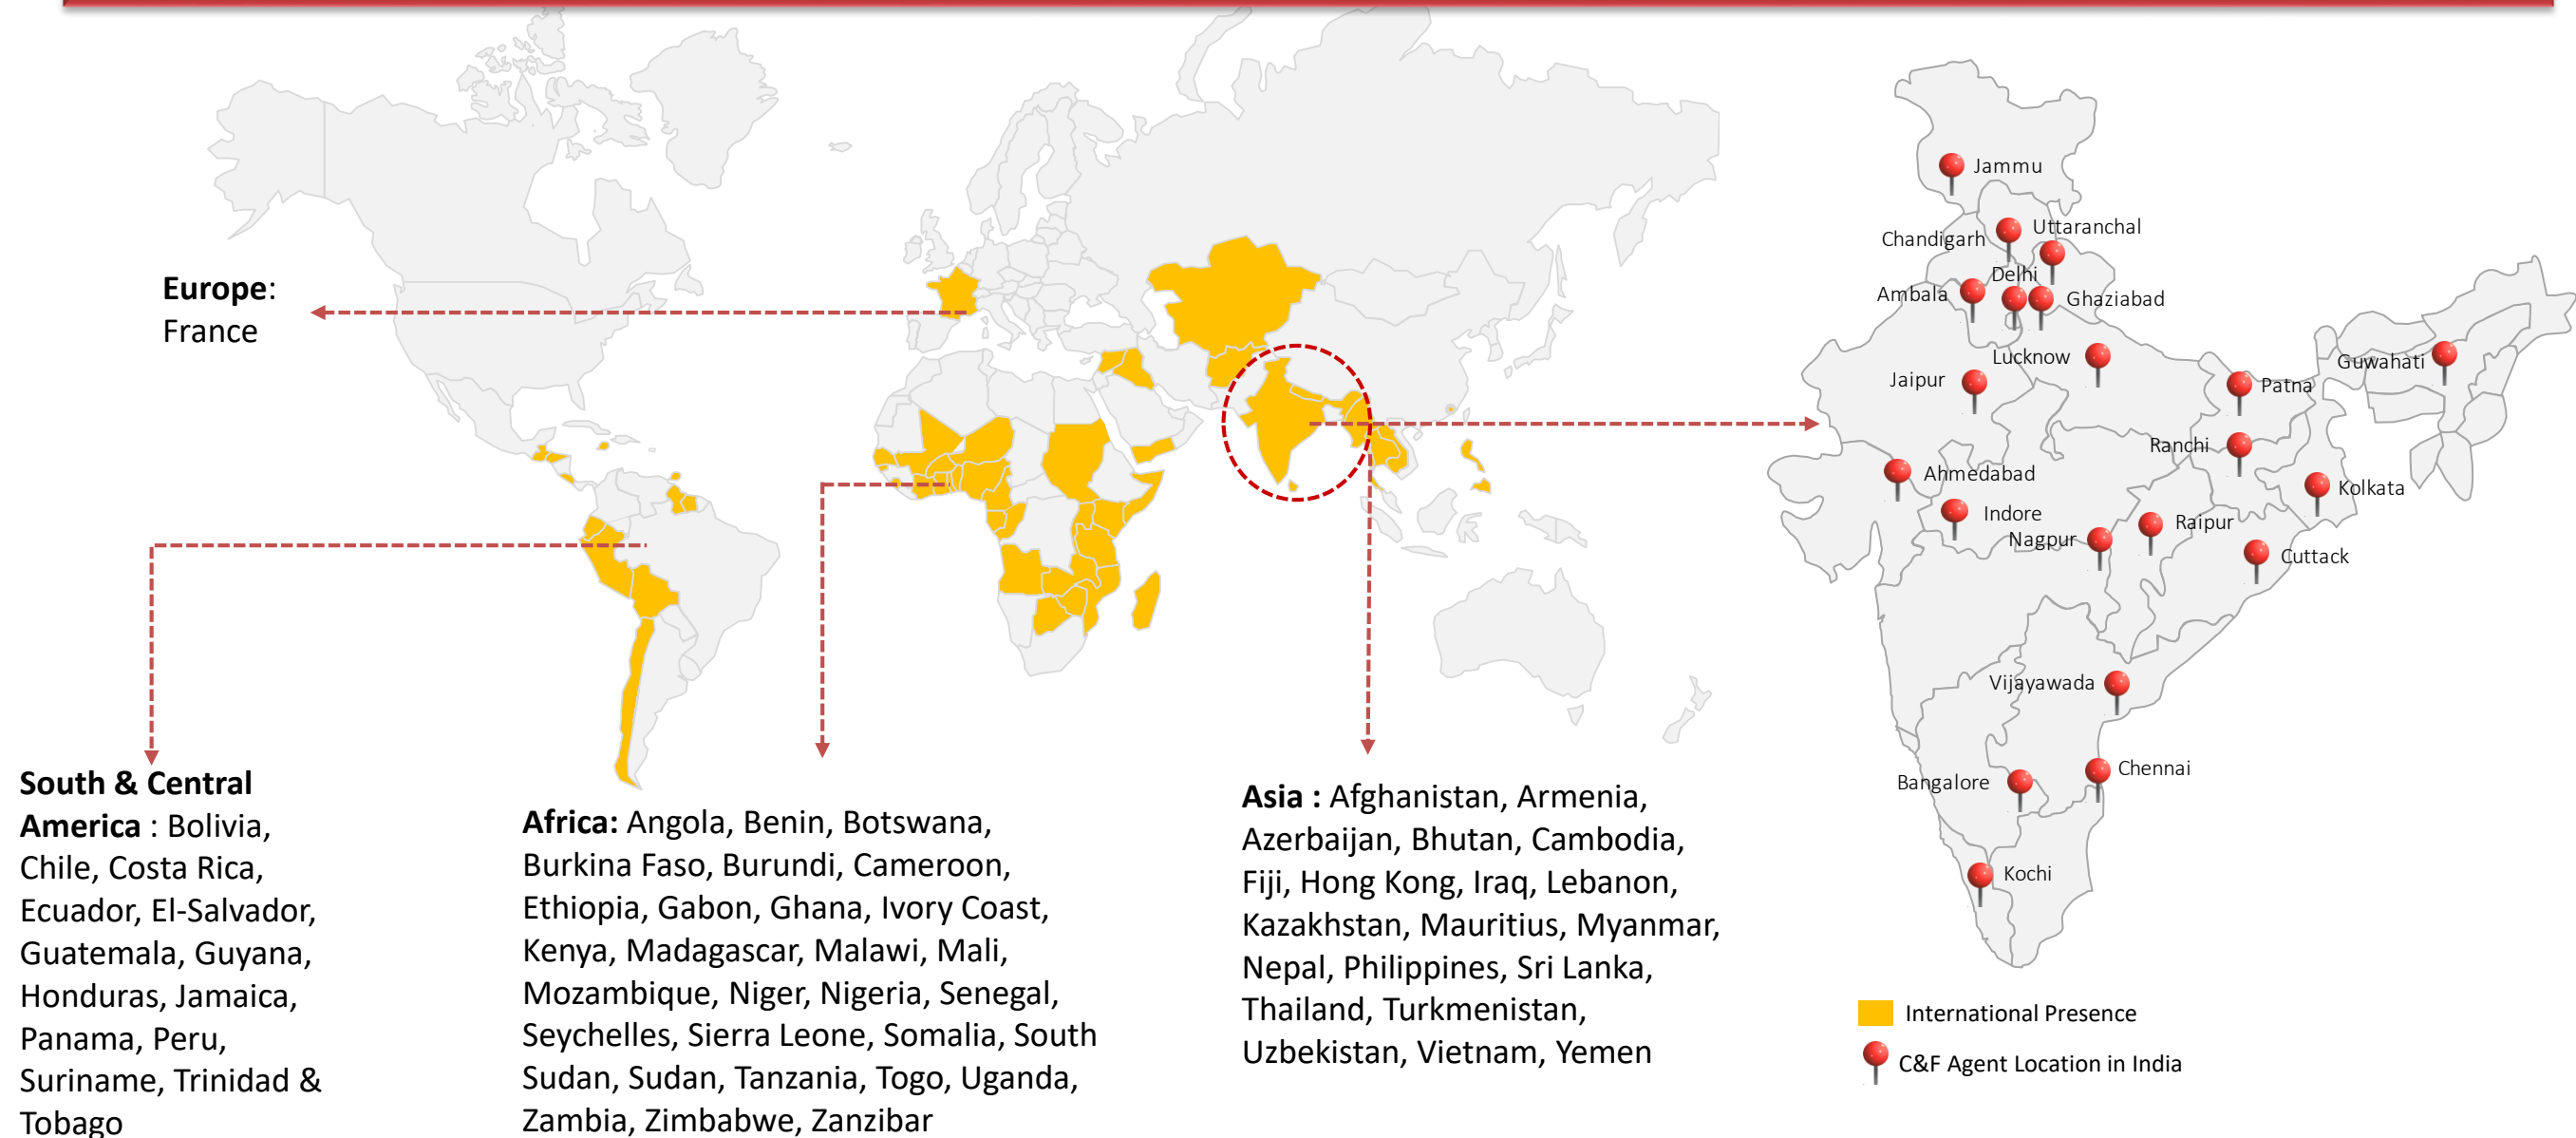 Europe:
France
South & Central
America : Bolivia,
Chile, Costa Rica,
Ecuador, El-Salvador,
Guatemala, Guyana,
Honduras, Jamaica,
Panama, Peru,
Suriname, Trinidad &
Tobago
Africa: Angola, Benin, Botswana,
Burkina Faso, Burundi, Cameroon,
Ethiopia, Gabon, Ghana, Ivory Coast,
Kenya, Madagascar, Malawi, Mali,
Mozambique, Niger, Nigeria, Senegal,
Seychelles, Sierra Leone, Somalia, South
Sudan, Sudan, Tanzania, Togo, Uganda,
Zambia, Zimbabwe, Zanzibar
Asia : Afghanistan, Armenia,
Azerbaijan, Bhutan, Cambodia,
Fiji, Hong Kong, Iraq, Lebanon,
Kazakhstan, Mauritius, Myanmar,
Nepal, Philippines, Sri Lanka,
Thailand, Turkmenistan,
Uzbekistan, Vietnam, Yemen
Jammu
Uttaranchal
Chandigarh
Delhi
Ambala
Ghaziabad
Lucknow
Guwahati
Jaipur
Patna
Ranchi
Ahmedabad
Kolkata
Indore
Raipur
Nagpur
Cuttack
Vijayawada
Chennai
Bangalore
Kochi
International Presence
C&F Agent Location in India